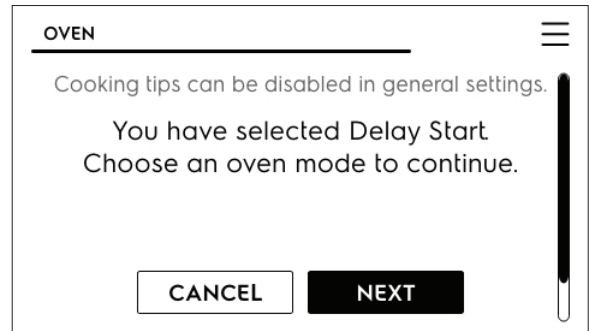 OVEN
Cooking tips can be disabled in general settings.
You have selected Delay Start.
Choose an oven mode to continue.
CANCEL
NEXT